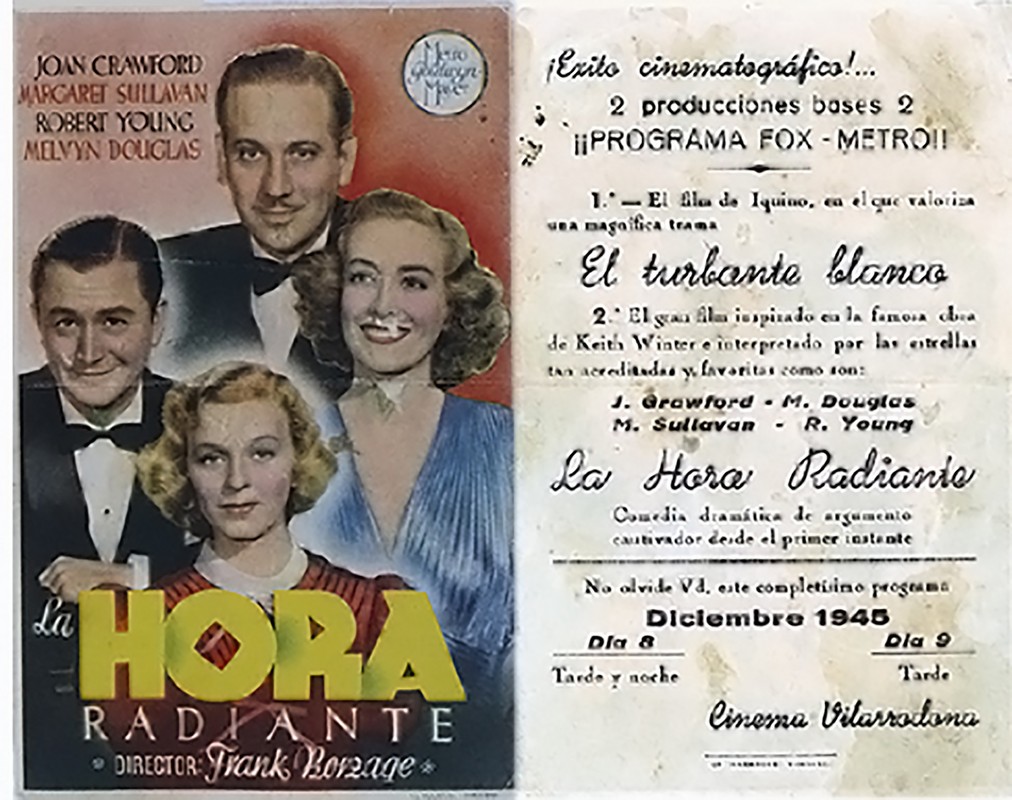 JOAN CRAWFORD
MARGARET SULLAVAN
ROBERT YOUNG
MELVYN DOUGLAS
Metro
Goldwyn
Mayer
La
HORA
RADIANTE
* DIRECTOR: Frank Borzage *
¡Exito cinematográfico!...
2 producciones bases 2
¡¡PROGRAMA FOX - METRO!!
1.° — El film de Iquino, en el que valoriza
una magnífica trama
El turbante blanco
2.° El gran film inspirado en la famosa obra
de Keith Winter e interpretado por las estrellas
tan acreditadas y favoritas como son:
J. Grawford - M. Douglas
M. Sullavan - R. Young
La Hora Radiante
Comedia dramática de argumento
cautivador desde el primer instante
No olvide Vd. este completísimo programa
Diciembre 1945
Día 8
Día 9
Tarde y noche
Tarde
Cinema Vilarrodona